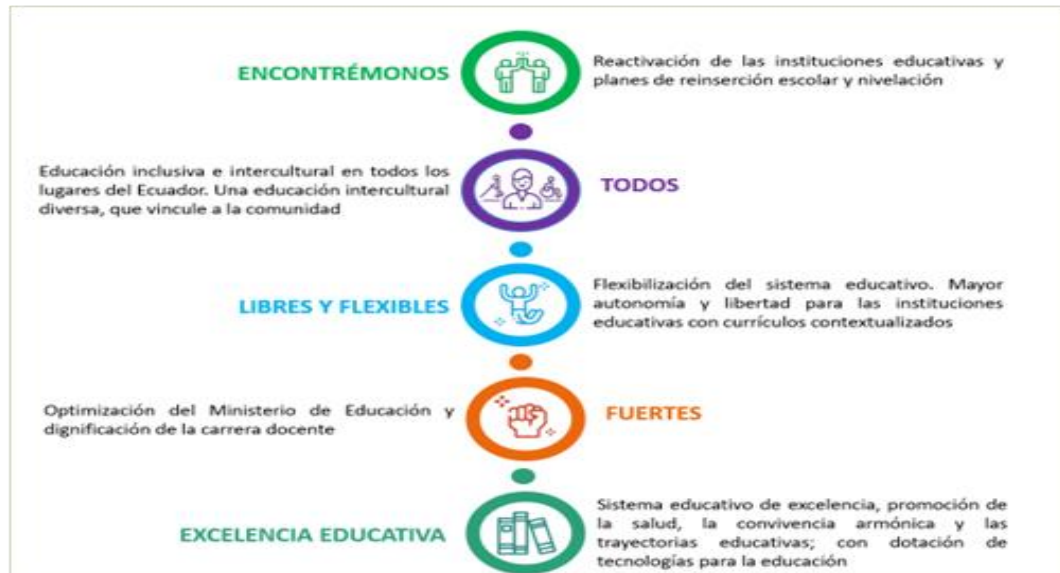 ENCONTRÉMONOS
Reactivación de las instituciones educativas y
planes de reinserción escolar y nivelación
Educación inclusiva e intercultural en todos los
lugares del Ecuador. Una educación intercultural
diversa, que vincule a la comunidad
TODOS
LIBRES Y FLEXIBLES
Flexibilización del sistema educativo. Mayor
autonomía y libertad para las instituciones
educativas con currículos contextualizados
Optimización del Ministerio de Educación y
dignificación de la carrera docente
FUERTES
EXCELENCIA EDUCATIVA
Sistema educativo de excelencia, promoción de
la salud, la convivencia armónica y las
trayectorias educativas; con dotación de
tecnologías para la educación